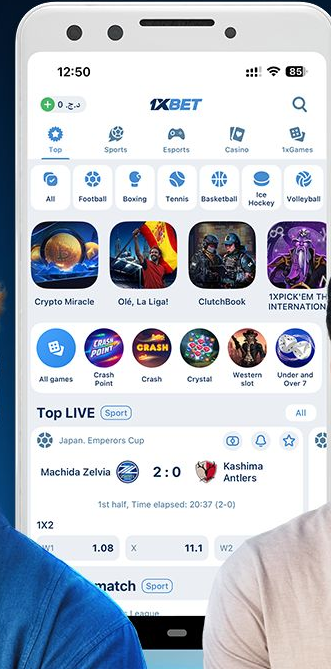 12:50
85
0 د.ج.
1XBET
Top
Sports
Esports
Casino
1xGames
All
Football
Boxing
Tennis
Basketball
Ice
Hockey
Volleyball
Crypto Miracle
Olé, La Liga!
ClutchBook
1XPICK'EM TH
INTERNATION
CRASH
POINT
CRASH
All games
Crash
Point
Crash
Crystal
Western
slot
Under and
Over 7
Top LIVE
Sport
All
Japan. Emperors Cup
Machida Zelvia
2 : 0
Kashima
Antlers
1st half, Time elapsed: 20:37 (2-0)
1X2
W1
1.08
X
11.1
W2
match
Sport
League